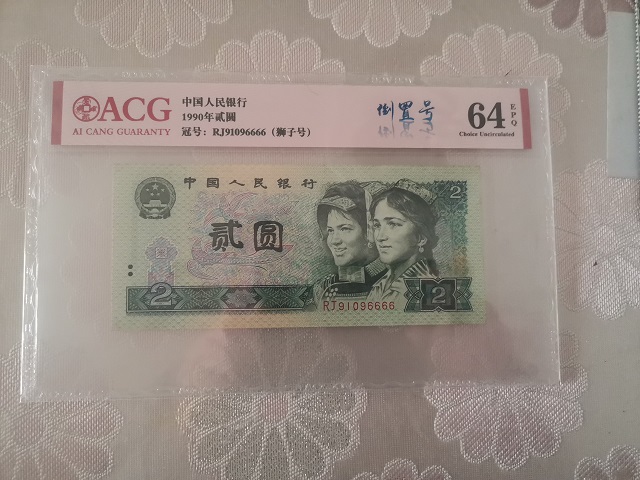 ACG
AI CANG GUARANTY
中国人民银行
1990年贰圆
冠号：RJ91096666（狮子号）
倒置号
64 EPQ
Choice Uncirculated
中国人民银行
2
贰圆
2
2
RJ91096666